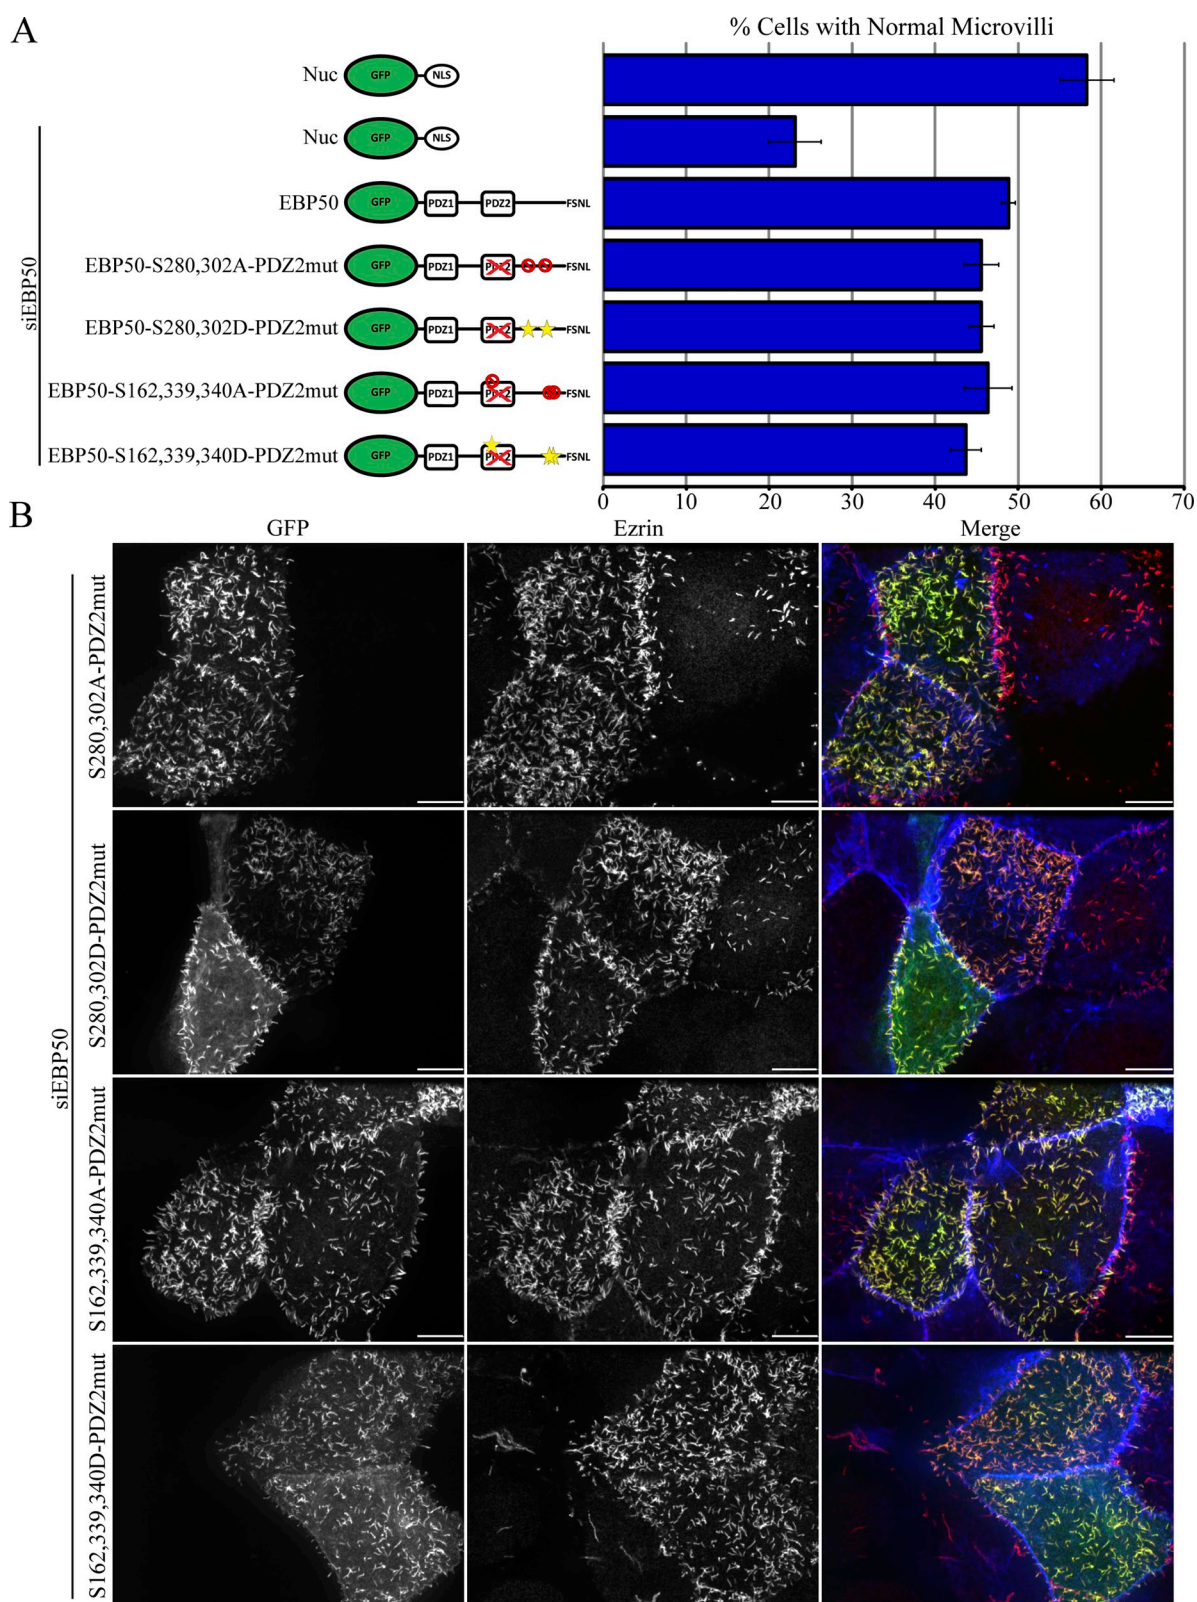 A
% Cells with Normal Microvilli
Nuc GFP NLS
Nuc GFP NLS
EBP50 GFP PDZ1 PDZ2 FSNL
EBP50-S280,302A-PDZ2mut GFP PDZ1 PDZ2 FSNL
EBP50-S280,302D-PDZ2mut GFP PDZ1 PDZ2 FSNL
EBP50-S162,339,340A-PDZ2mut GFP PDZ1 PDZ2 FSNL
EBP50-S162,339,340D-PDZ2mut GFP PDZ1 PDZ2 FSNL
siEBP50
0 10 20 30 40 50 60 70
B
GFP Ezrin Merge
siEBP50
S280,302A-PDZ2mut
S280,302D-PDZ2mut
S162,339,340A-PDZ2mut
S162,339,340D-PDZ2mut